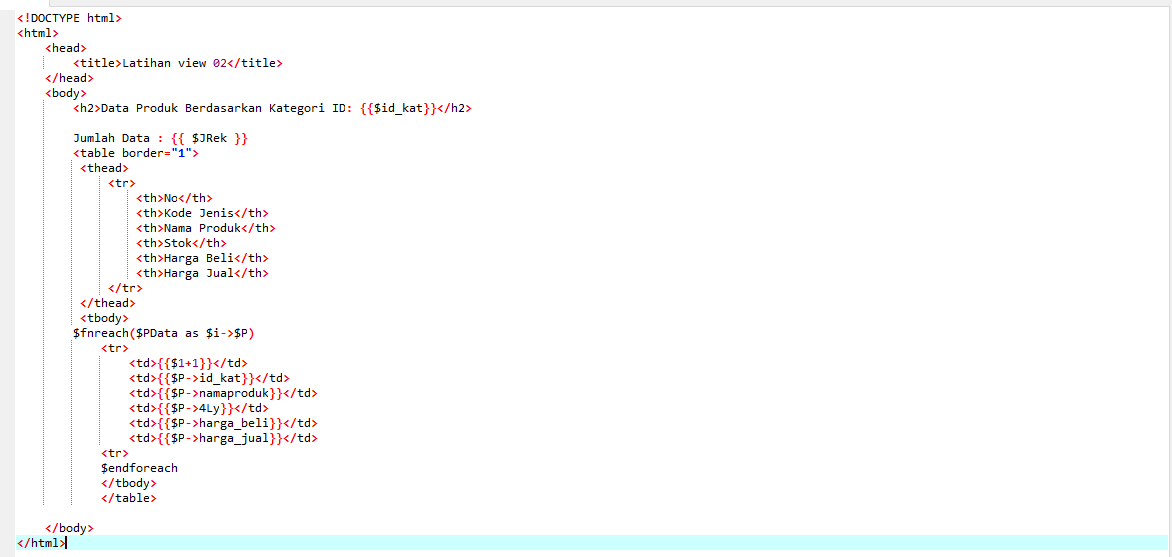 <!DOCTYPE html>
<html>
    <head>
        <title>Latihan view 02</title>
    </head>
    <body>
        <h2>Data Produk Berdasarkan Kategori ID: {{$id_kat}}</h2>

        Jumlah Data : {{ $JRek }}
        <table border="1">
         <thead>
             <tr>
                 <th>No</th>
                 <th>Kode Jenis</th>
                 <th>Nama Produk</th>
                 <th>Stok</th>
                 <th>Harga Beli</th>
                 <th>Harga Jual</th>
             </tr>
         </thead>
         <tbody>
        $fnreach($PData as $i->$P)
            <tr>
                <td>{{$1+1}}</td>
                <td>{{$P->id_kat}}</td>
                <td>{{$P->namaproduk}}</td>
                <td>{{$P->4Ly}}</td>
                <td>{{$P->harga_beli}}</td>
                <td>{{$P->harga_jual}}</td>
            <tr>
            $endforeach
            </tbody>
            </table>

    </body>
</html>